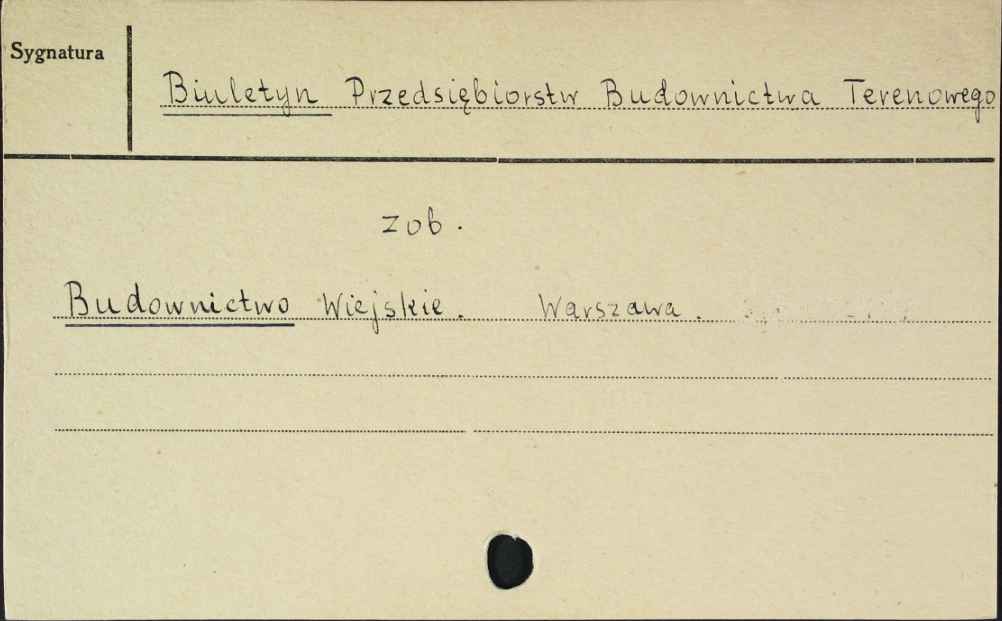 Sygnatura
Biuletyn Przedsiębiorstw Budownictwa Terenowego
zob.
Budownictwo Wiejskie. Warszawa.